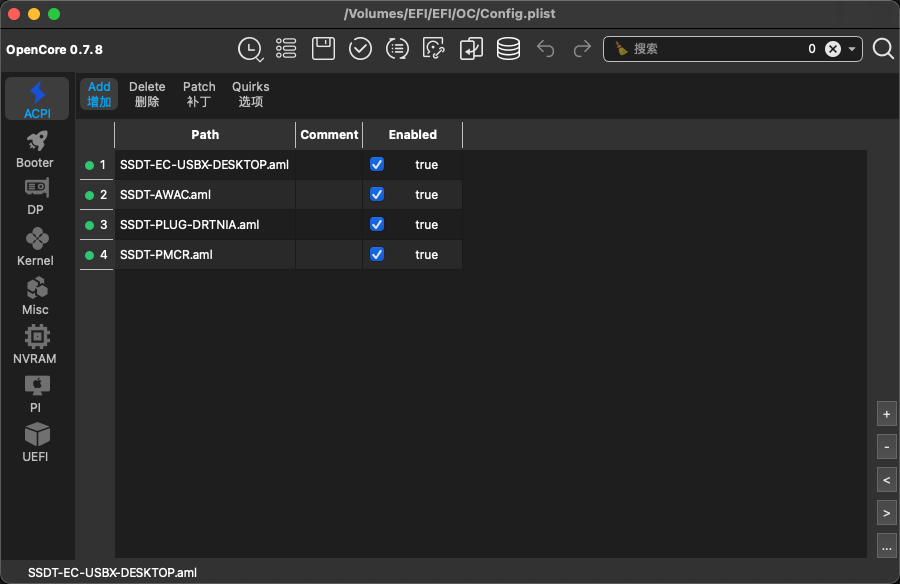 /Volumes/EFI/EFI/OC/Config.plist
OpenCore 0.7.8
搜索 0
Add Delete Patch Quirks
增加 删除 补丁 选项
ACPI
Booter
DP
Kernel
Misc
NVRAM
PI
UEFI
Path Comment Enabled
1 SSDT-EC-USBX-DESKTOP.aml true
2 SSDT-AWAC.aml true
3 SSDT-PLUG-DRTNIA.aml true
4 SSDT-PMCR.aml true
+
-
<
>
...
SSDT-EC-USBX-DESKTOP.aml